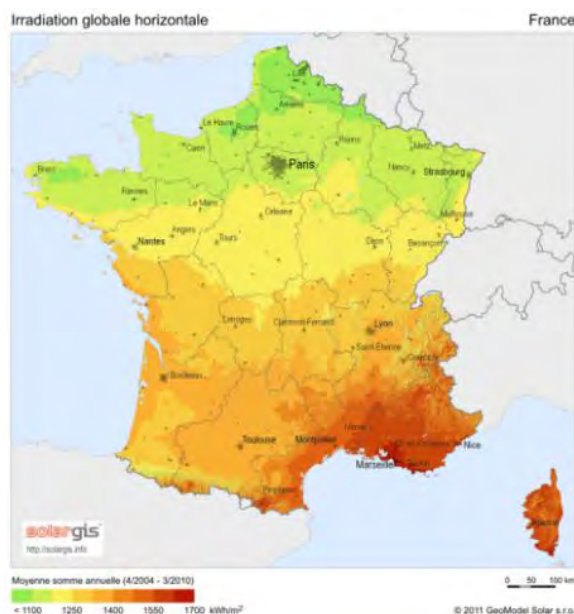 Irradiation globale horizontale France
Lille
Amiens
Le Havre
Rouen
Caen
Reims
Metz
Paris
Nancy
Strasbourg
Brest
Rennes
Le Mans
Orléans
Mulhouse
Angers
Nantes
Tours
Dijon
Besançon
Limoges
Clermont-Ferrand
Lyon
Saint-Étienne
Grenoble
Bordeaux
Toulouse
Montpellier
Nice
Marseille
Toulon
Perpignan
solargis
http://solargis.info
Moyenne somme annuelle (4/2004 - 3/2010)
0 50 100 km
< 1100 1250 1400 1550 1700 kWh/m²
© 2011 GeoModel Solar s.r.o.